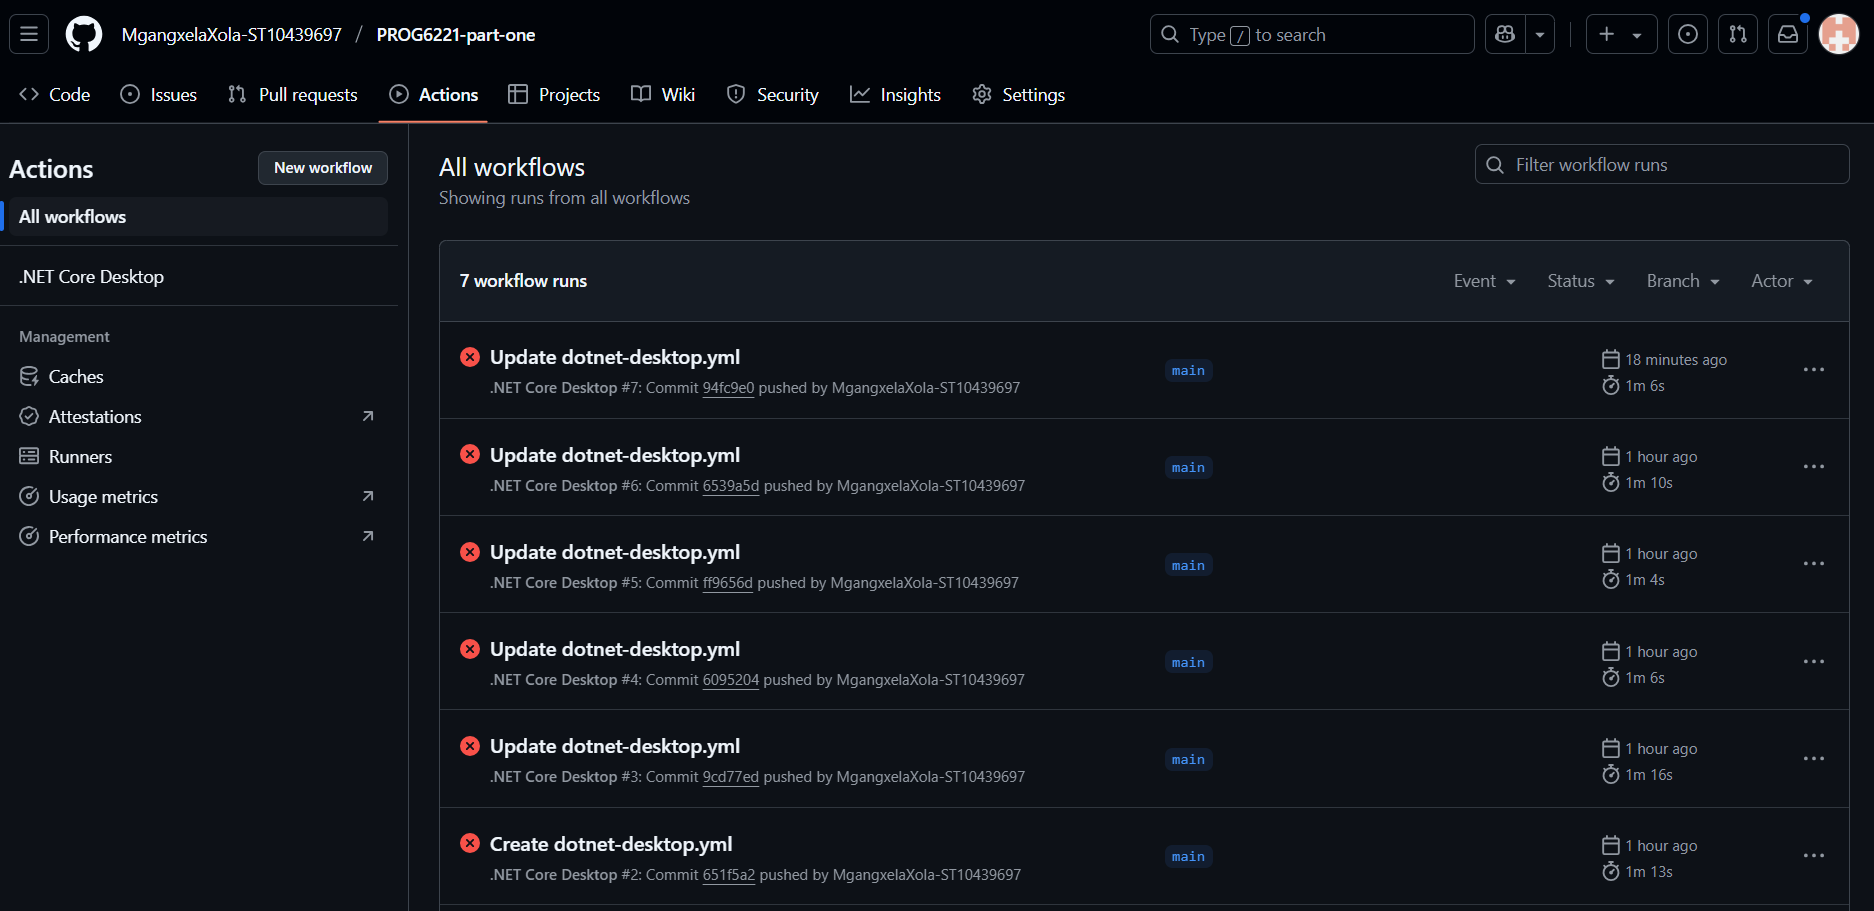 MgangxelaXola-ST10439697 / PROG6221-part-one
Type / to search
Code
Issues
Pull requests
Actions
Projects
Wiki
Security
Insights
Settings
Actions
New workflow
All workflows
.NET Core Desktop
Management
Caches
Attestations
Runners
Usage metrics
Performance metrics
All workflows
Showing runs from all workflows
Filter workflow runs
7 workflow runs
Event
Status
Branch
Actor
Update dotnet-desktop.yml
.NET Core Desktop #7: Commit 94fc9e0 pushed by MgangxelaXola-ST10439697
main
18 minutes ago
1m 6s
Update dotnet-desktop.yml
.NET Core Desktop #6: Commit 6539a5d pushed by MgangxelaXola-ST10439697
main
1 hour ago
1m 10s
Update dotnet-desktop.yml
.NET Core Desktop #5: Commit ff9656d pushed by MgangxelaXola-ST10439697
main
1 hour ago
1m 4s
Update dotnet-desktop.yml
.NET Core Desktop #4: Commit 6095204 pushed by MgangxelaXola-ST10439697
main
1 hour ago
1m 6s
Update dotnet-desktop.yml
.NET Core Desktop #3: Commit 9cd77ed pushed by MgangxelaXola-ST10439697
main
1 hour ago
1m 16s
Create dotnet-desktop.yml
.NET Core Desktop #2: Commit 651f5a2 pushed by MgangxelaXola-ST10439697
main
1 hour ago
1m 13s